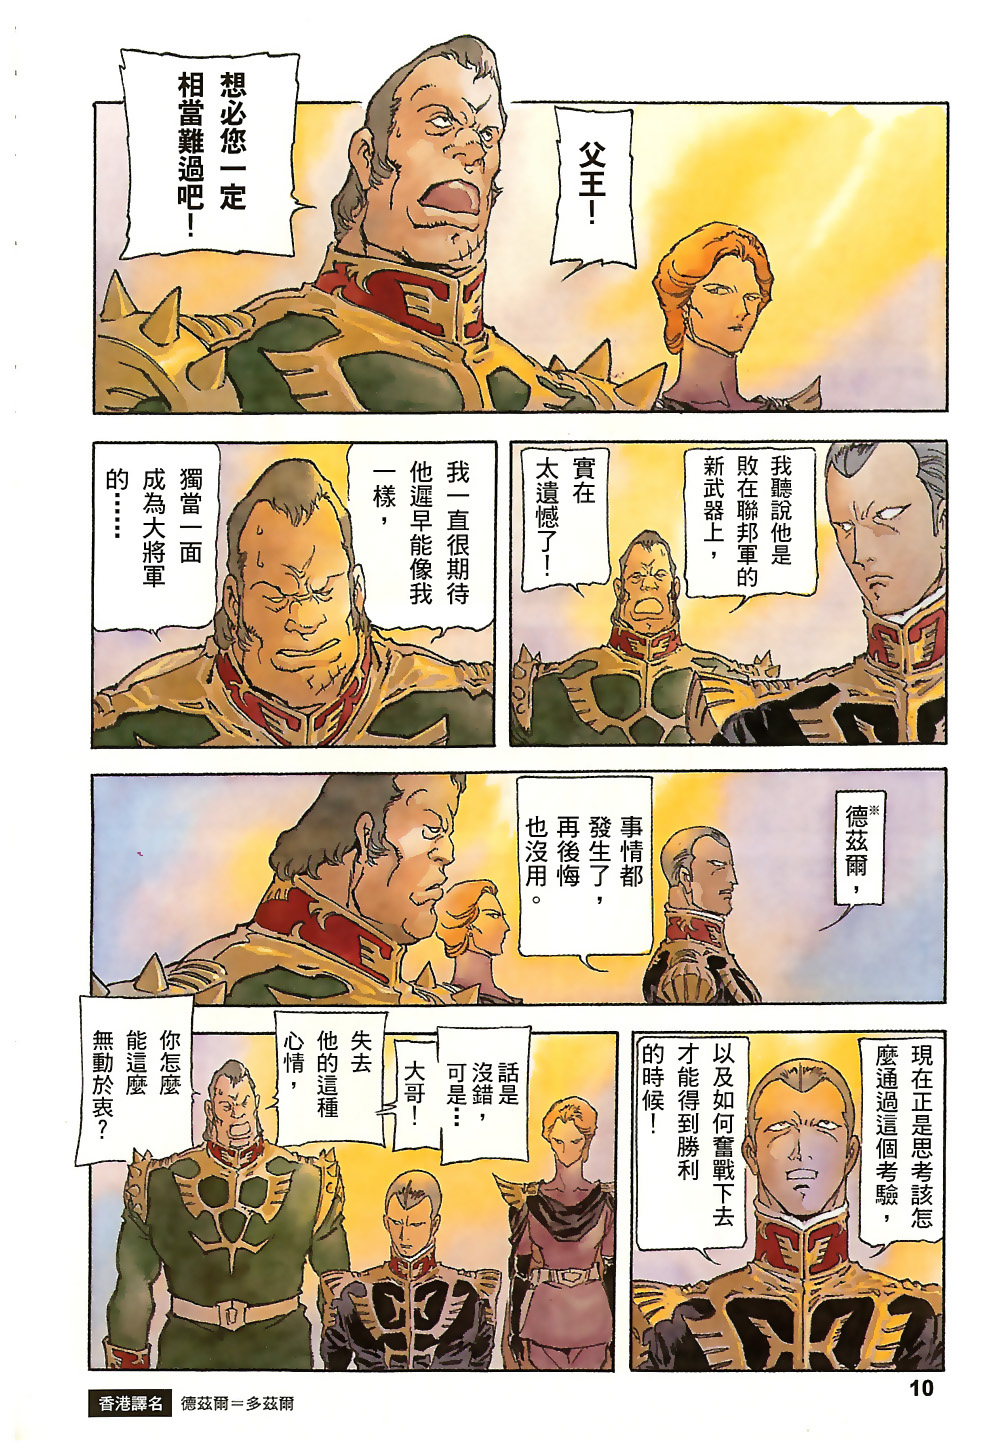 父王！
想必您一定
相當難過吧！
我聽說他是
敗在聯邦軍的
新武器上，
實在
太遺憾了！
我一直很期待
他遲早能像我
一樣，
獨當一面
成為大將軍
的……
※德茲爾，
事情都
發生了，
再後悔
也沒用。
現在正是思考該怎
麼通過這個考驗，
以及如何奮戰下去
才能得到勝利
的時候！
話是
沒錯，
可是…
大哥！
失去
他的這種
心情，
你怎麼
能這麼
無動於衷？
香港譯名 德茲爾＝多茲爾
10